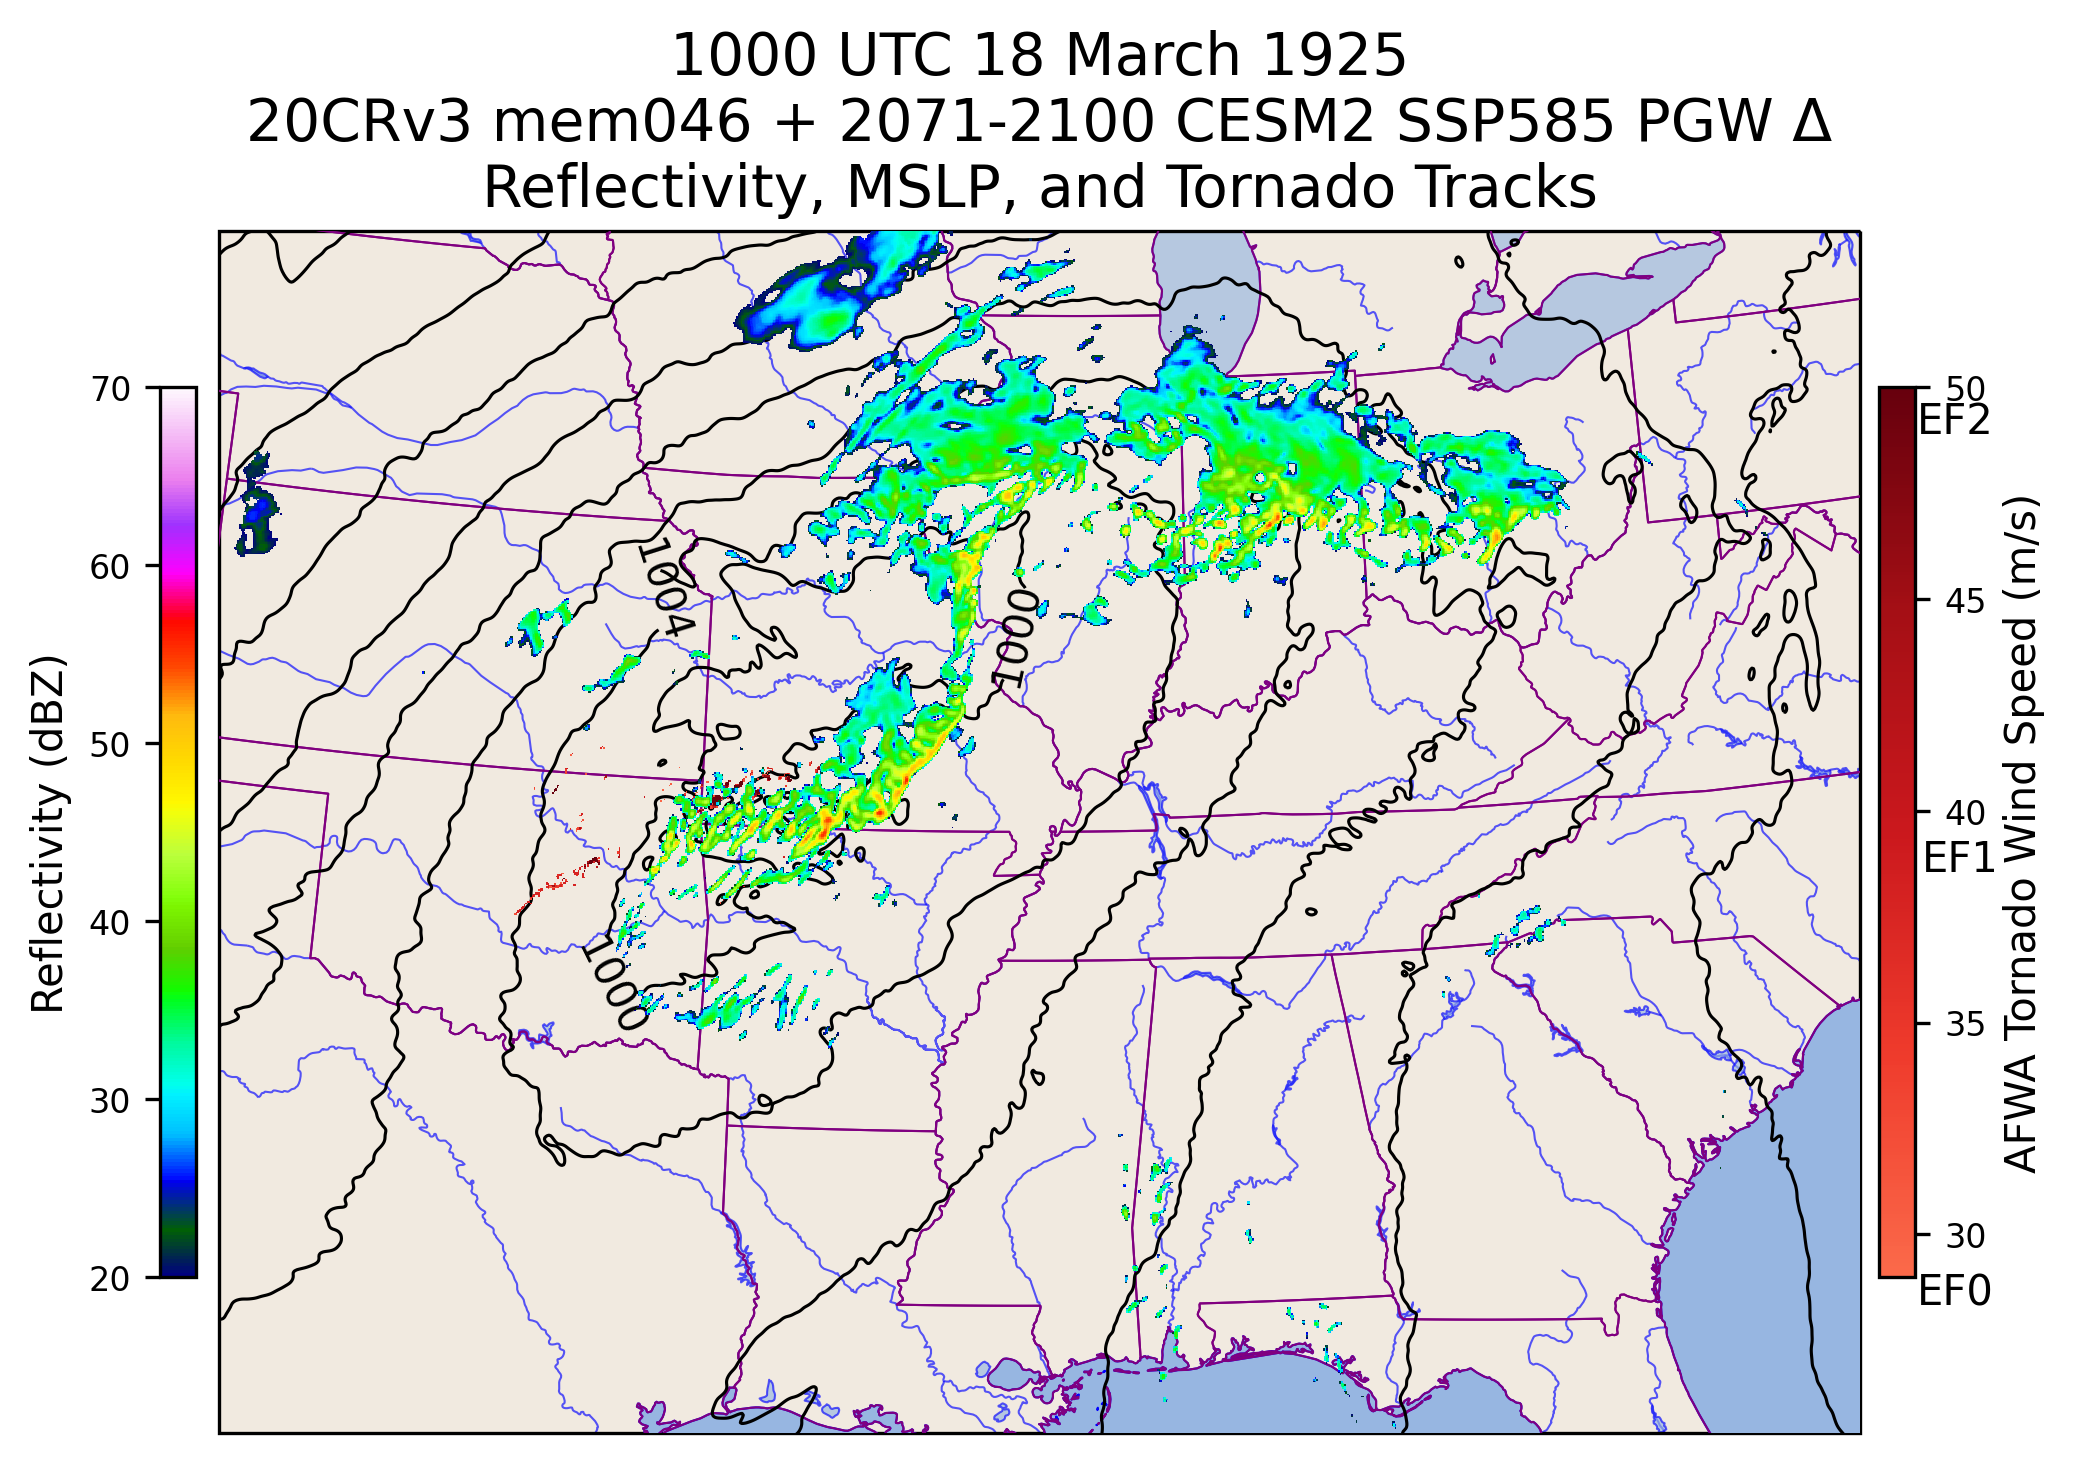 1000 UTC 18 March 1925
20CRv3 mem046 + 2071-2100 CESM2 SSP585 PGW Δ
Reflectivity, MSLP, and Tornado Tracks
70
60
50
40
30
20
Reflectivity (dBZ)
1004
1000
1000
50
EF2
45
40
EF1
35
30
EF0
AFWA Tornado Wind Speed (m/s)